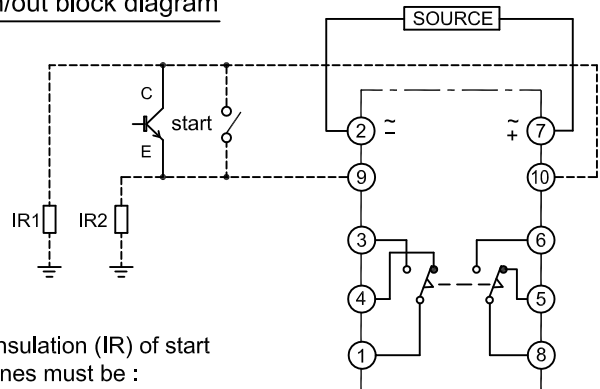 /out block diagram
SOURCE
C
start
E
2
~
–
7
~
+
9
10
IR1
IR2
3
6
4
5
1
8
nsulation (IR) of start
nes must be :